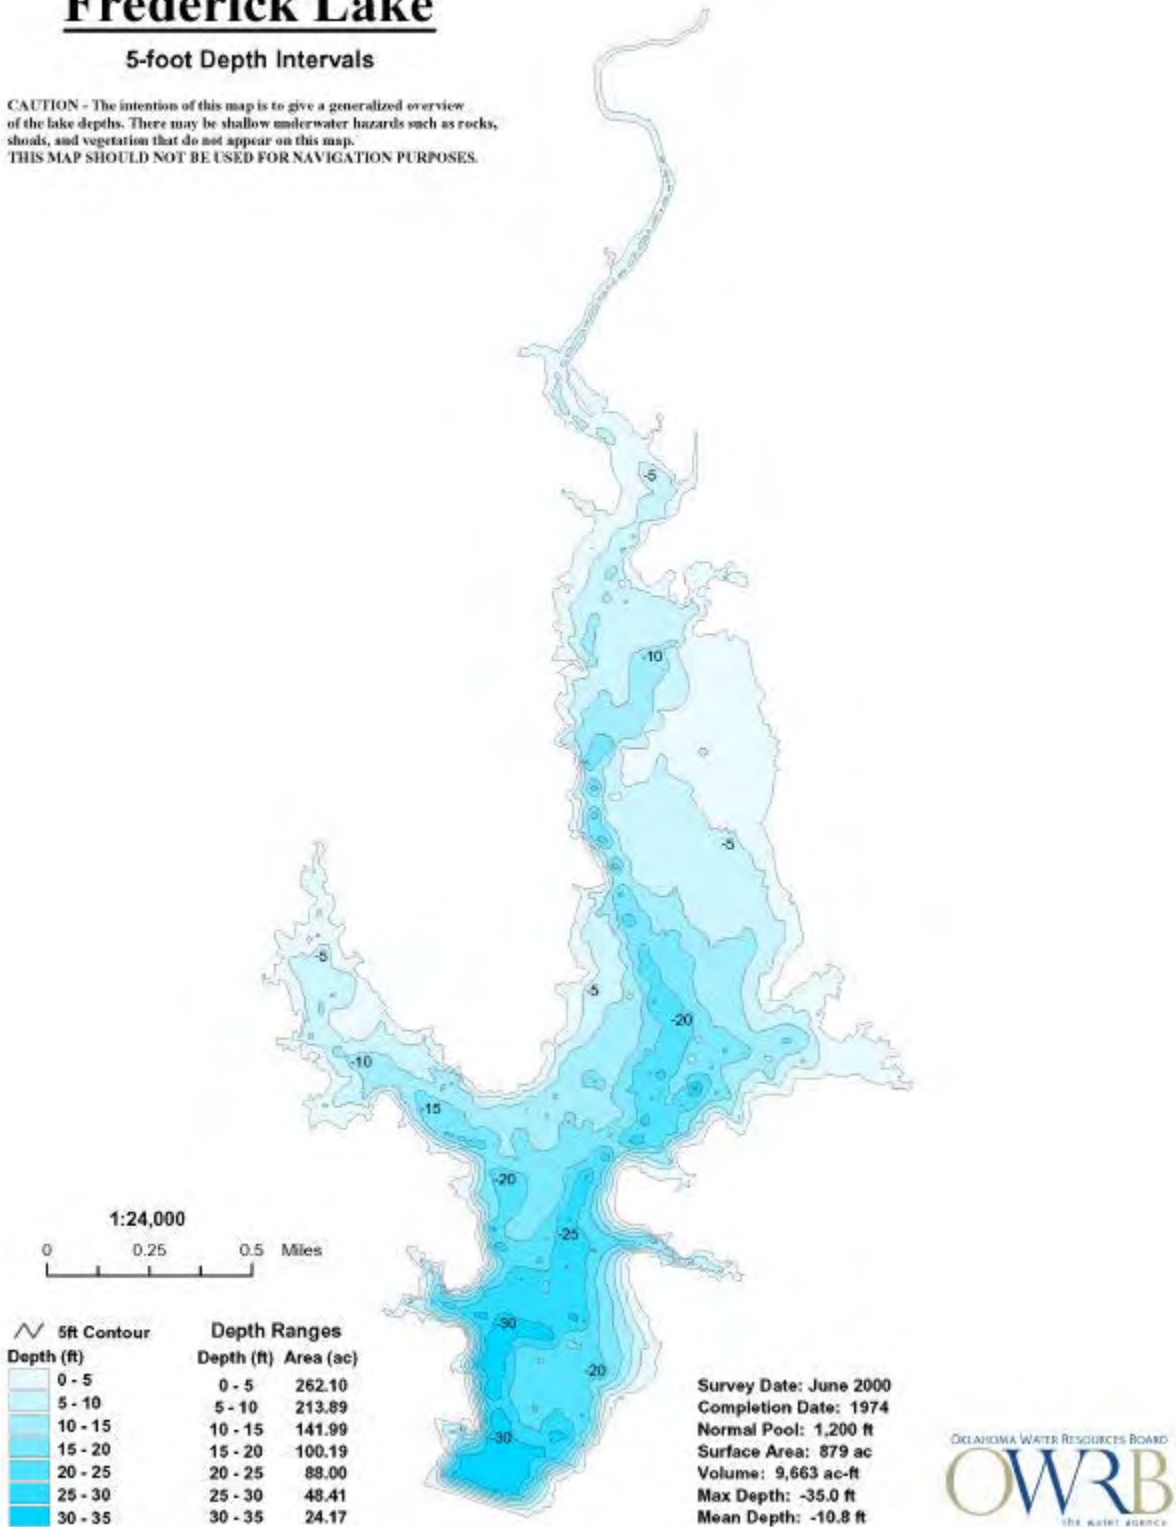 Frederick Lake
5-foot Depth Intervals
CAUTION - The intention of this map is to give a generalized overview
of the lake depths. There may be shallow underwater hazards such as rocks,
shoals, and vegetation that do not appear on this map.
THIS MAP SHOULD NOT BE USED FOR NAVIGATION PURPOSES.
-5
-10
-5
-5
-5
-20
-10
-15
-20
-25
-30
-20
-30
1:24,000
0 0.25 0.5 Miles
5ft Contour
Depth (ft)
0 - 5
5 - 10
10 - 15
15 - 20
20 - 25
25 - 30
30 - 35
Depth Ranges
Depth (ft) Area (ac)
0 - 5 262.10
5 - 10 213.89
10 - 15 141.99
15 - 20 100.19
20 - 25 88.00
25 - 30 48.41
30 - 35 24.17
Survey Date: June 2000
Completion Date: 1974
Normal Pool: 1,200 ft
Surface Area: 879 ac
Volume: 9,663 ac-ft
Max Depth: -35.0 ft
Mean Depth: -10.8 ft
OKLAHOMA WATER RESOURCES BOARD
OWRB
the water agency